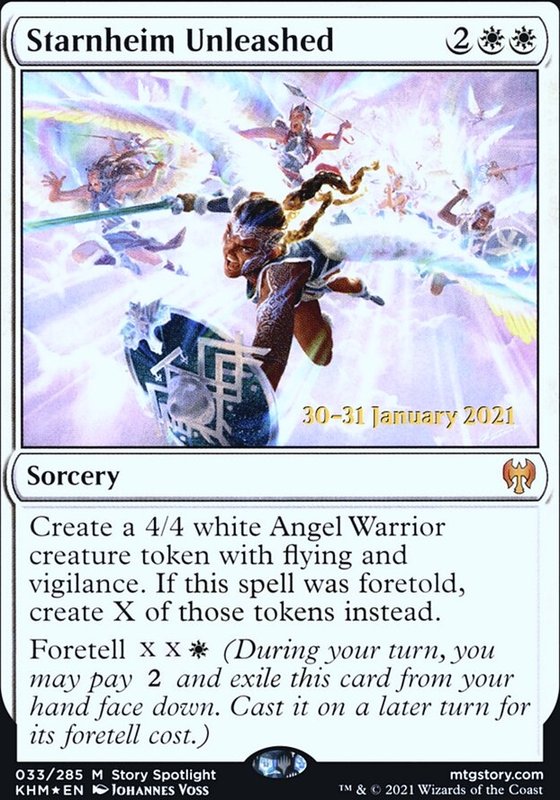 Starnheim Unleashed 2
30-31 January 2021
Sorcery
Create a 4/4 white Angel Warrior
creature token with flying and
vigilance. If this spell was foretold,
create X of those tokens instead.
Foretell X X (During your turn, you
may pay 2 and exile this card from your
hand face down. Cast it on a later turn for
its foretell cost.)
033/285 M Story Spotlight
KHM★EN Johannes Voss
mtgstory.com
™ & © 2021 Wizards of the Coast